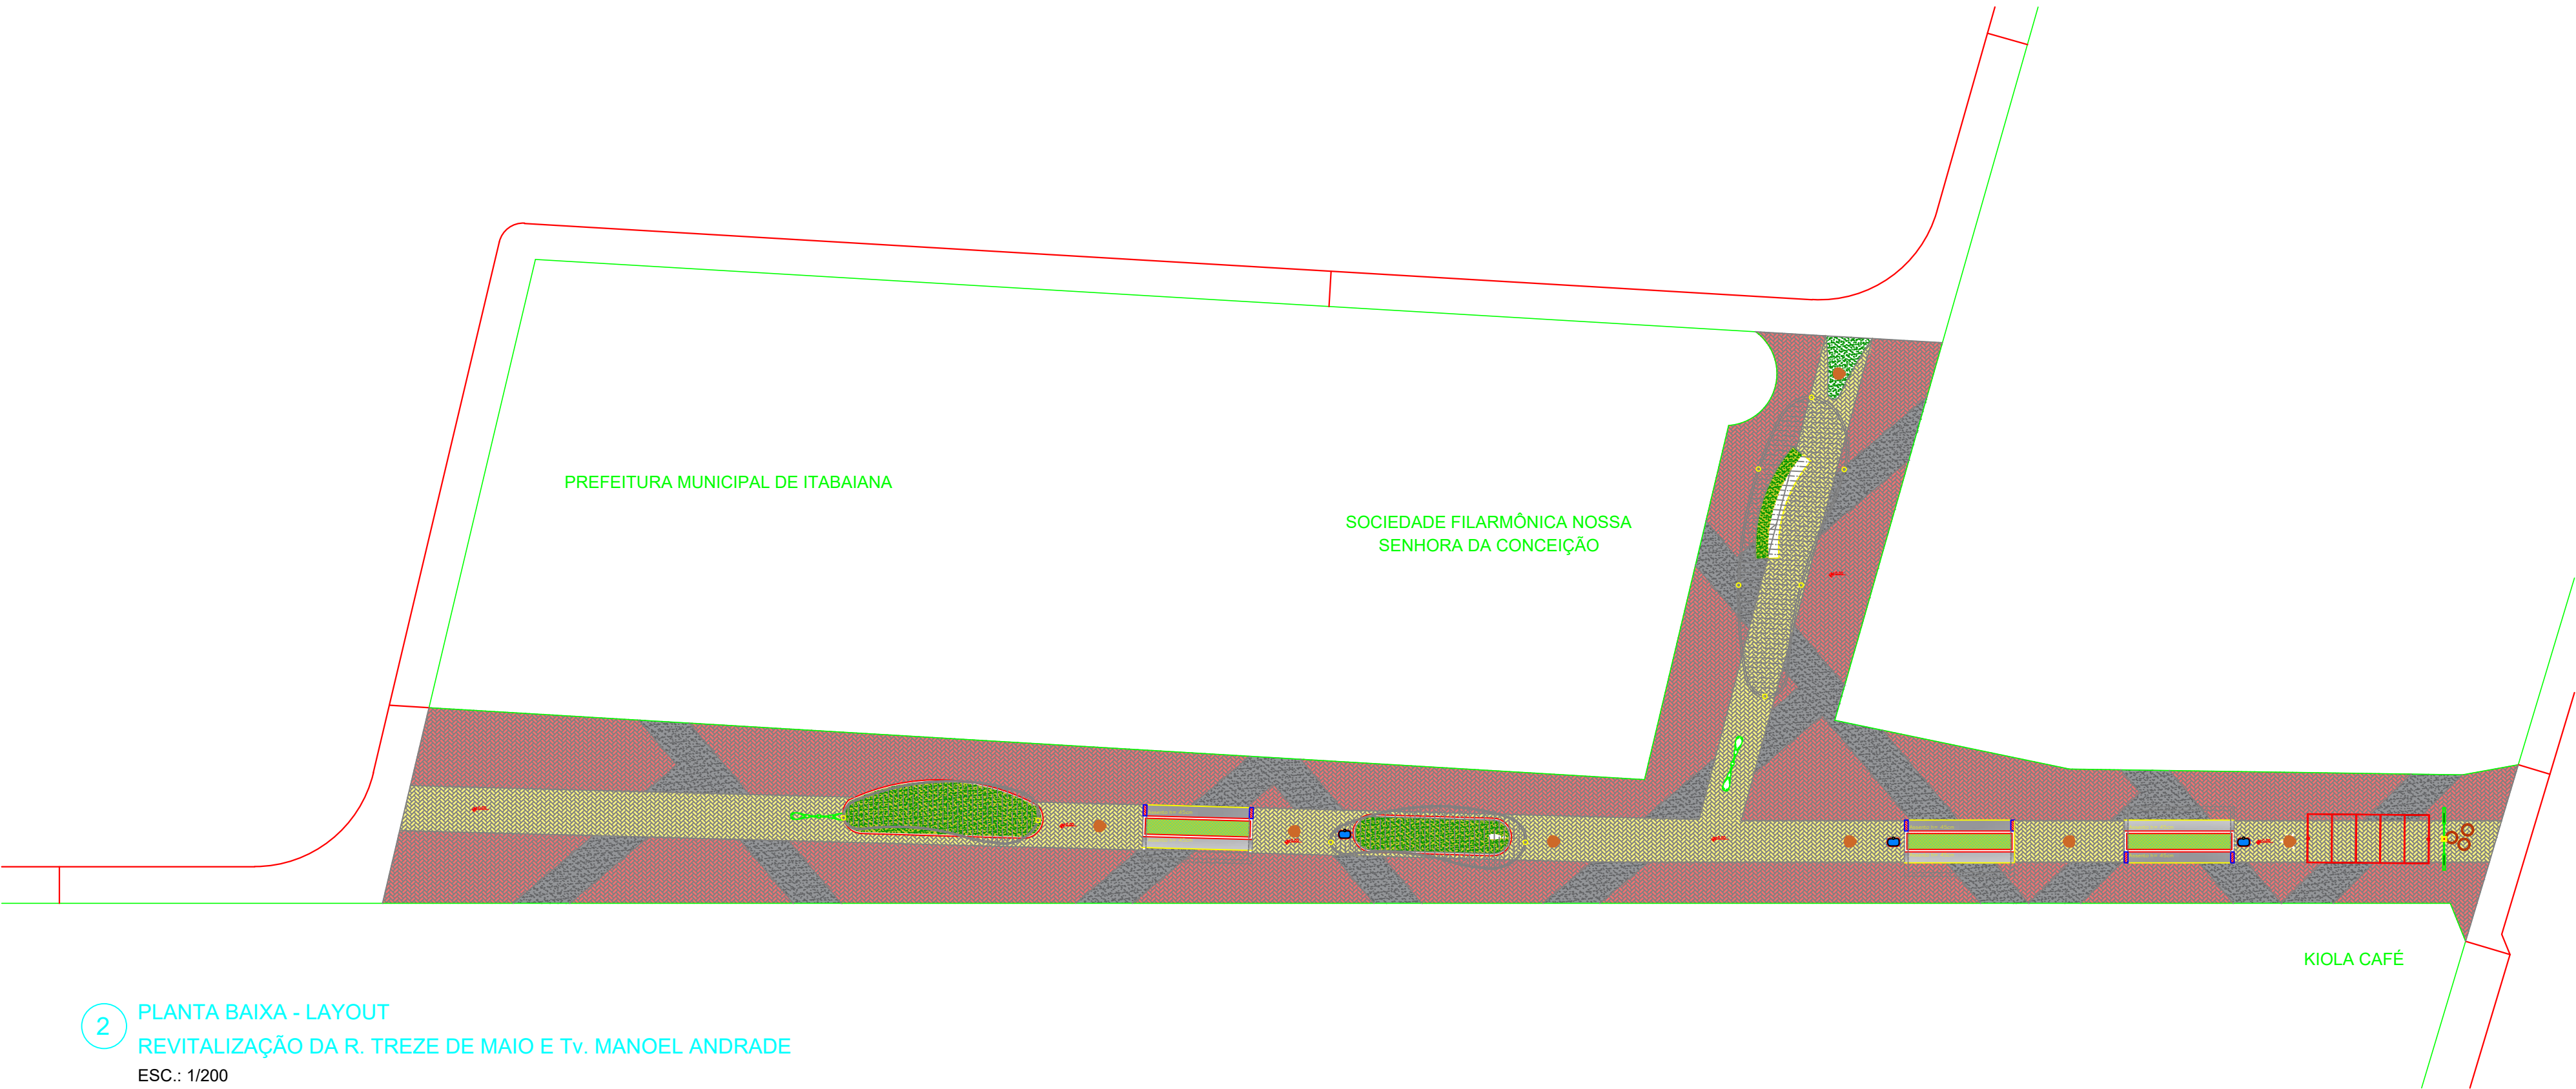 PREFEITURA MUNICIPAL DE ITABAIANA
SOCIEDADE FILARMÔNICA NOSSA
SENHORA DA CONCEIÇÃO
KIOLA CAFÉ
2
PLANTA BAIXA - LAYOUT
REVITALIZAÇÃO DA R. TREZE DE MAIO E Tv. MANOEL ANDRADE
ESC.: 1/200